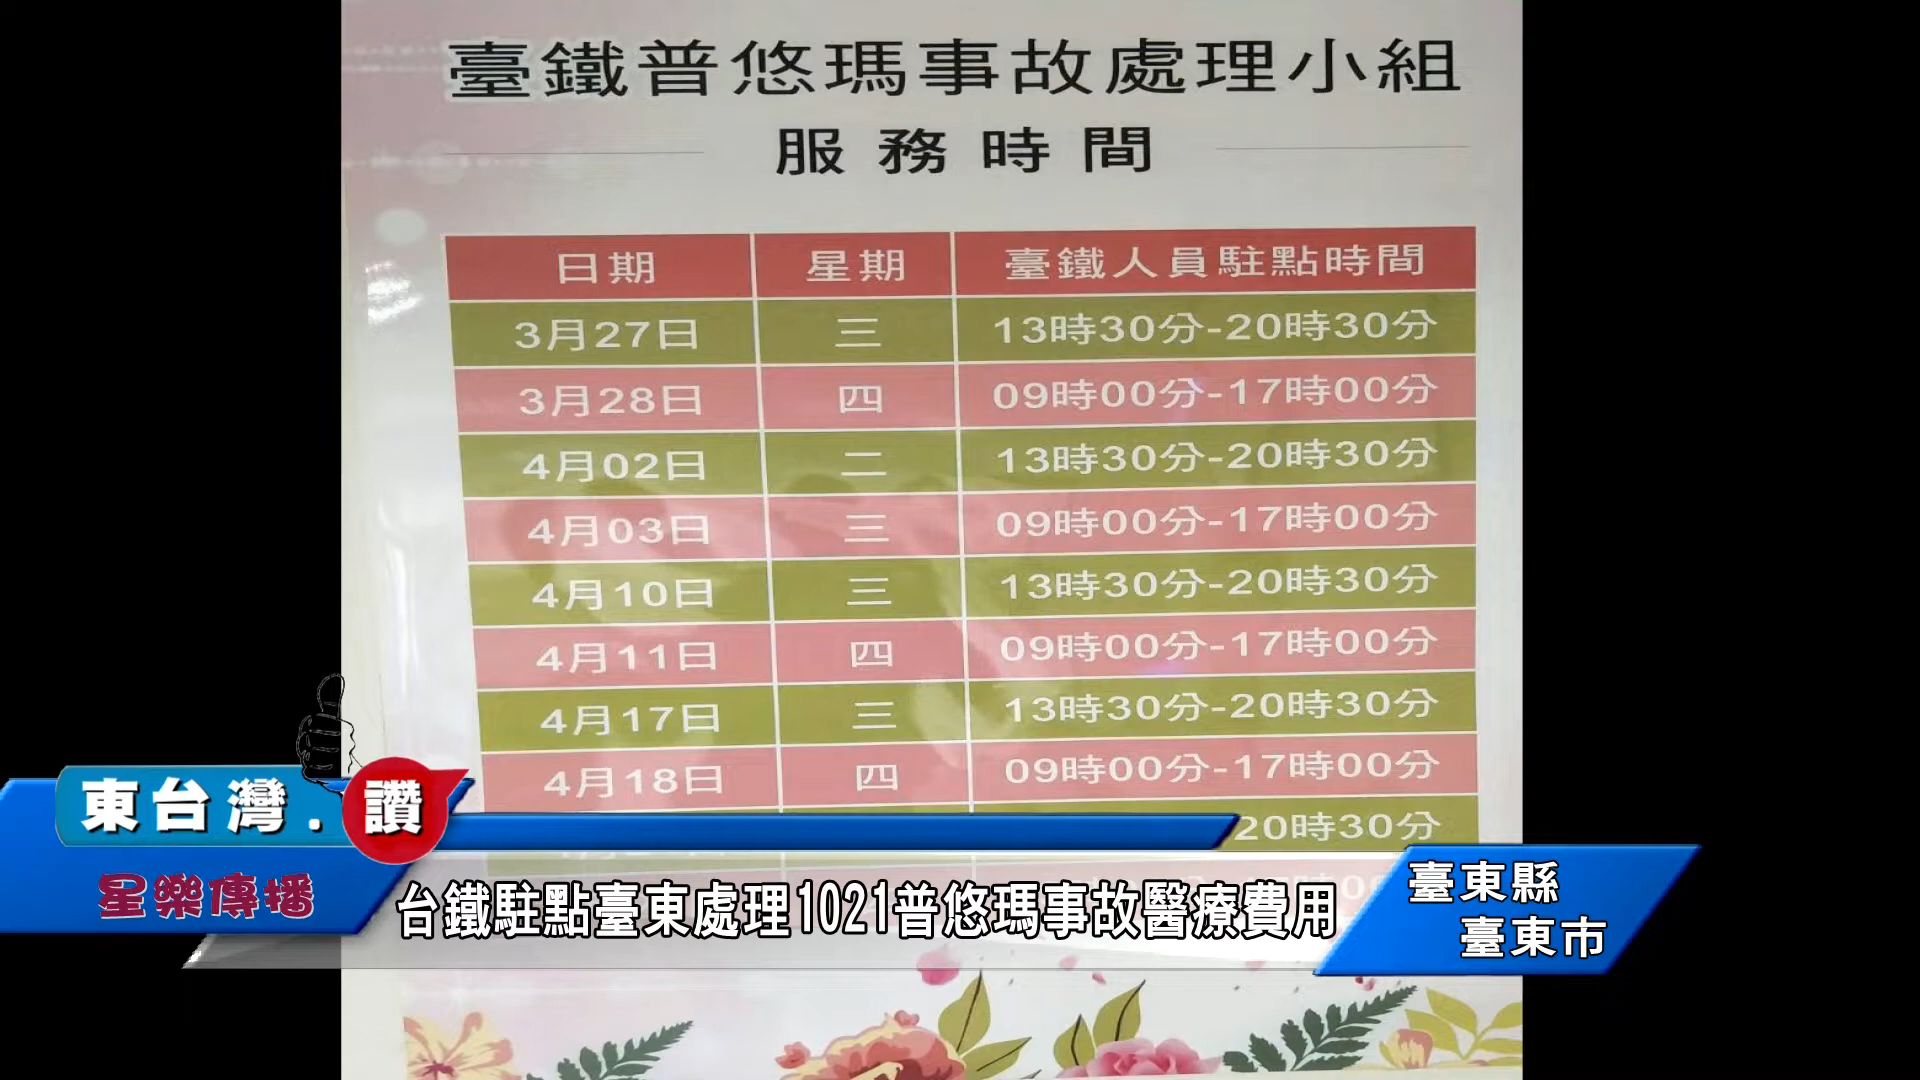 臺鐵普悠瑪事故處理小組
服務時間
日期 星期 臺鐵人員駐點時間
3月27日 三 13時30分-20時30分
3月28日 四 09時00分-17時00分
4月02日 二 13時30分-20時30分
4月03日 三 09時00分-17時00分
4月10日 三 13時30分-20時30分
4月11日 四 09時00分-17時00分
4月17日 三 13時30分-20時30分
4月18日 四 09時00分-17時00分
20時30分
東台灣.讚
星樂傳播
台鐵駐點臺東處理1021普悠瑪事故醫療費用
臺東縣
臺東市